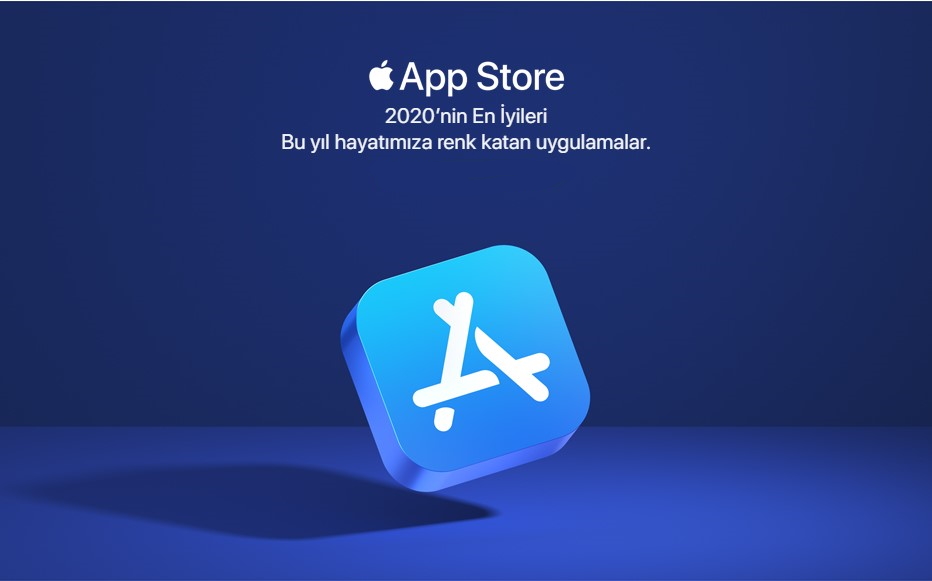 App Store
2020’nin En İyileri
Bu yıl hayatımıza renk katan uygulamalar.